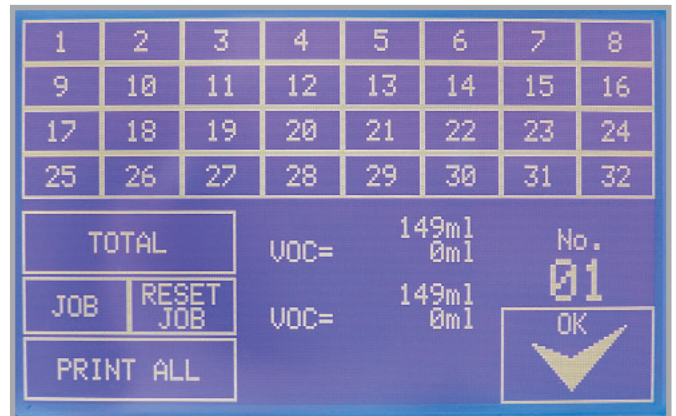 1 2 3 4 5 6 7 8
9 10 11 12 13 14 15 16
17 18 19 20 21 22 23 24
25 26 27 28 29 30 31 32
TOTAL
149ml
VOC= 0ml
JOB
RESET
JOB
149ml
VOC= 0ml
PRINT ALL
No.
01
OK